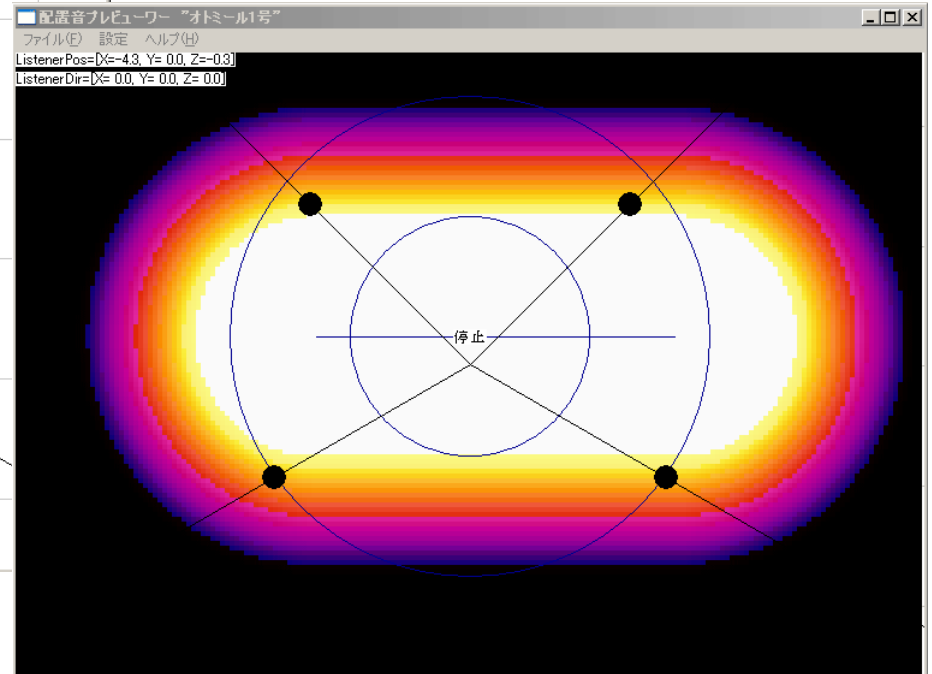 配置音プレビューワー "オトミール1号"
ファイル(F) 設定 ヘルプ(H)
ListenerPos=[X=-4.3, Y= 0.0, Z=-0.3]
ListenerDir=[X= 0.0, Y= 0.0, Z= 0.0]
停止